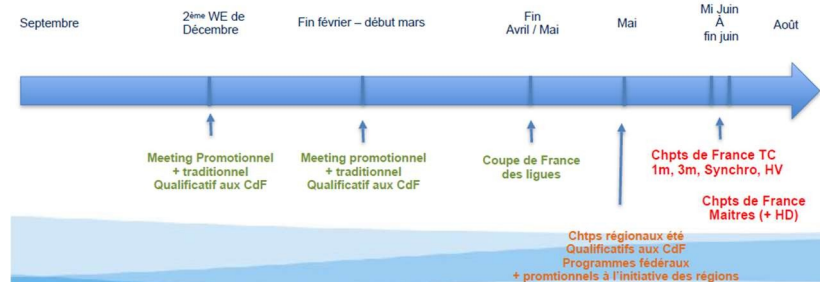 Septembre
2ème WE de
Décembre
Fin février – début mars
Fin
Avril / Mai
Mai
Mi Juin
À
fin juin
Août
Meeting Promotionnel
+ traditionnel
Qualificatif aux CdF
Meeting promotionnel
+ traditionnel
Qualificatif aux CdF
Coupe de France
des ligues
Chpts de France TC
1m, 3m, Synchro, HV
Chpts de France
Maitres (+ HD)
Chtps régionaux été
Qualificatifs aux CdF
Programmes fédéraux
+ promtionnels à l'initiative des régions